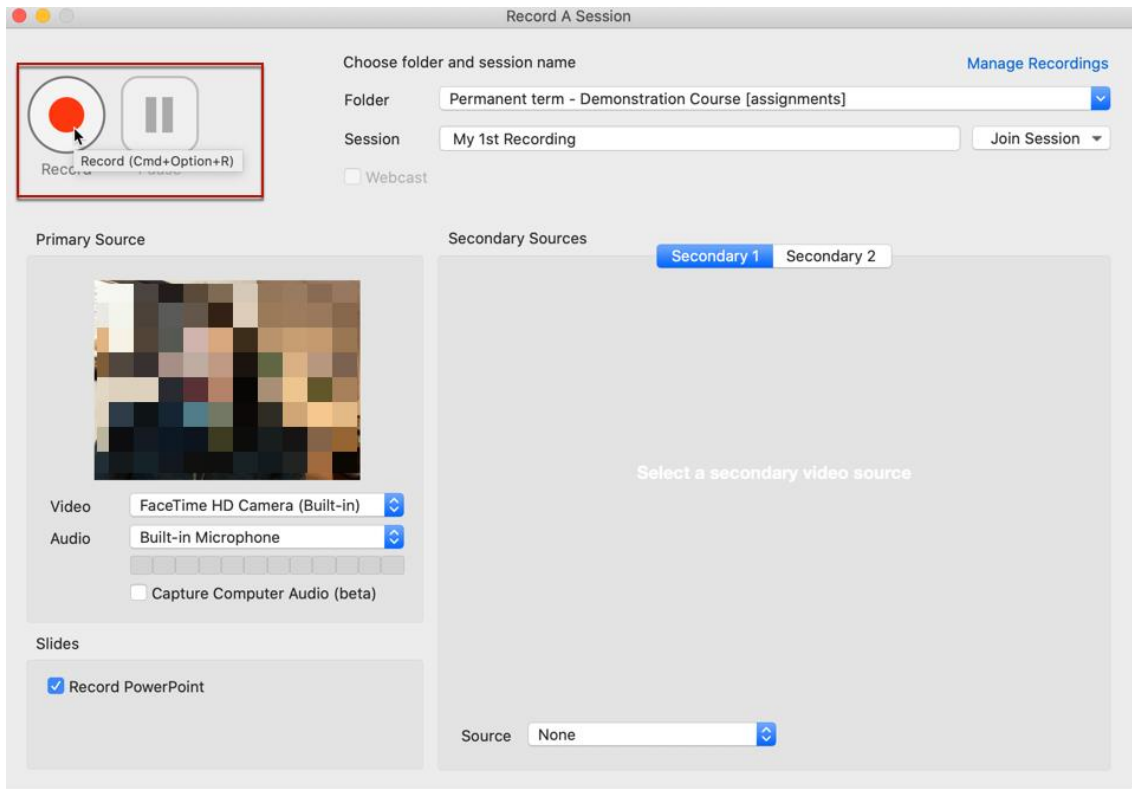 Record A Session
Choose folder and session name
Manage Recordings
Folder
Permanent term - Demonstration Course [assignments]
Session
My 1st Recording
Join Session
Record (Cmd+Option+R)
Record
Pause
Webcast
Primary Source
Secondary Sources
Secondary 1
Secondary 2
Select a secondary video source
Video
FaceTime HD Camera (Built-in)
Audio
Built-in Microphone
Capture Computer Audio (beta)
Slides
Record PowerPoint
Source
None